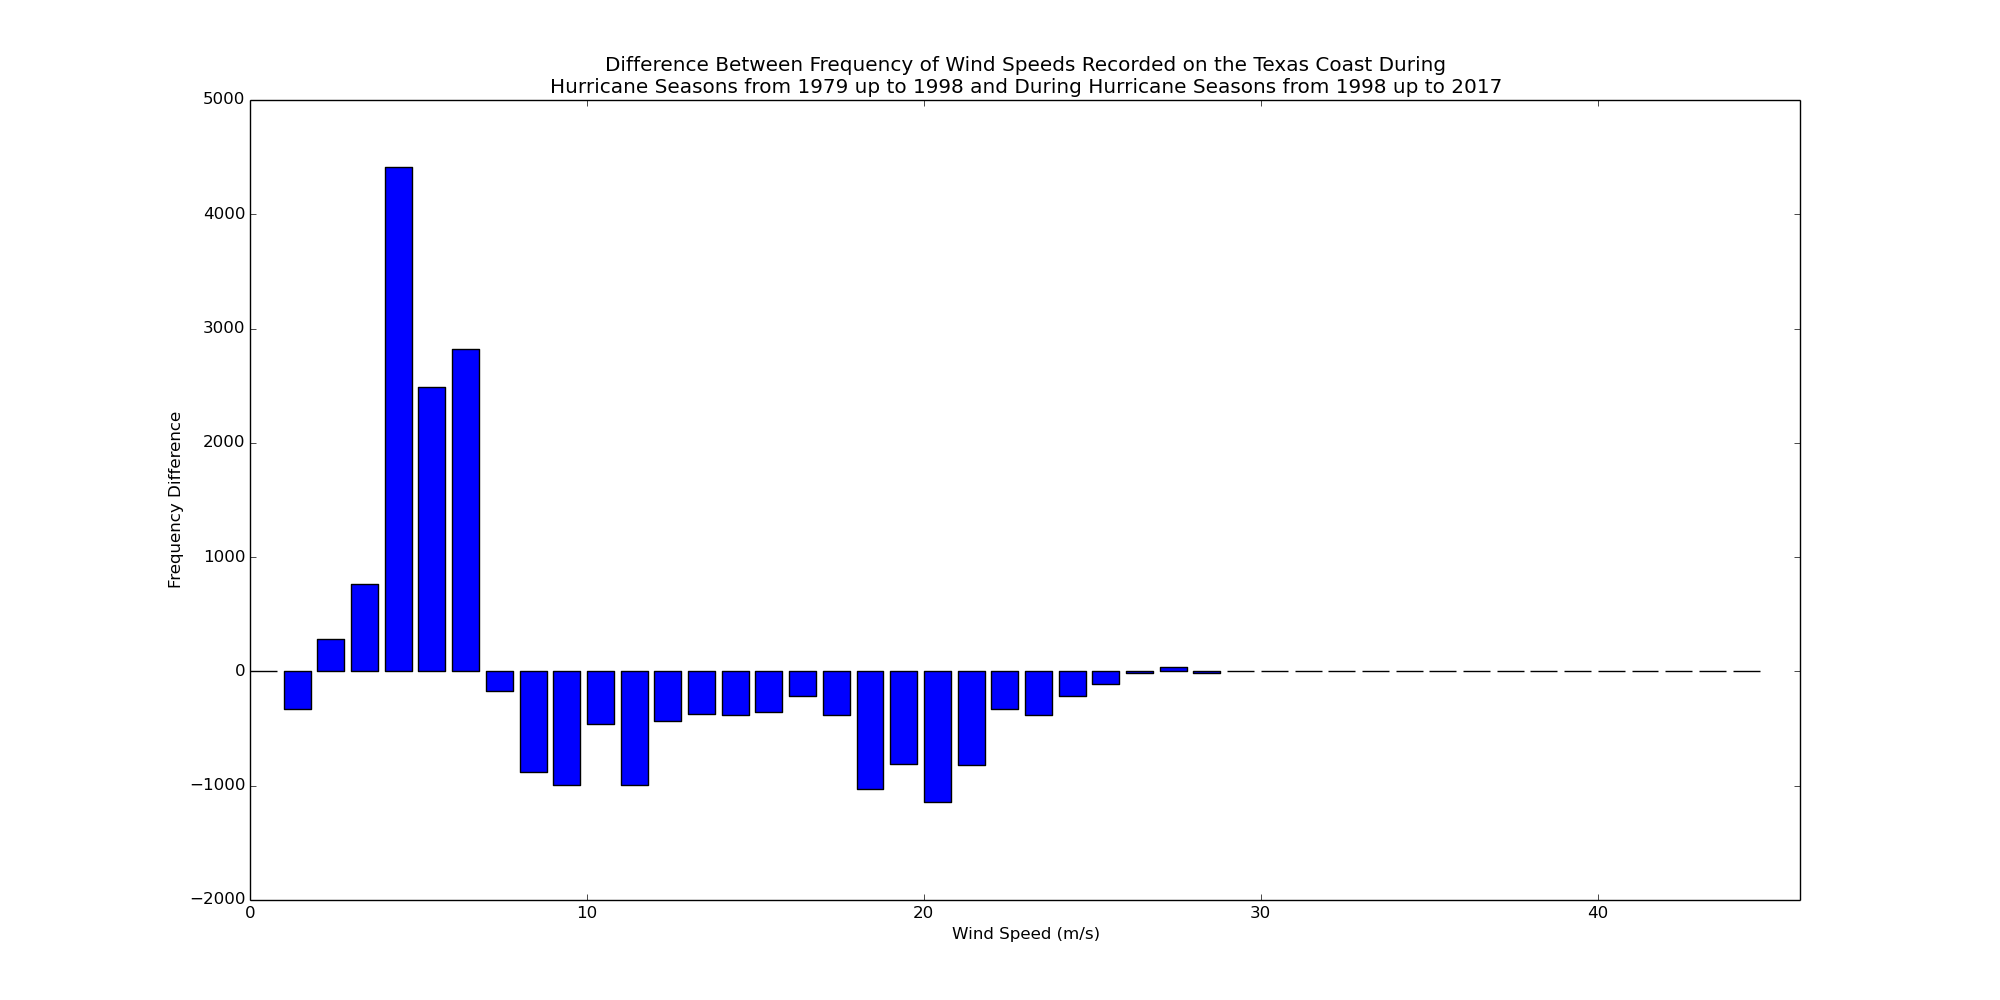 Difference Between Frequency of Wind Speeds Recorded on the Texas Coast During
Hurricane Seasons from 1979 up to 1998 and During Hurricane Seasons from 1998 up to 2017
5000
4000
3000
2000
1000
0
−1000
−2000
Frequency Difference
0 10 20 30 40
Wind Speed (m/s)